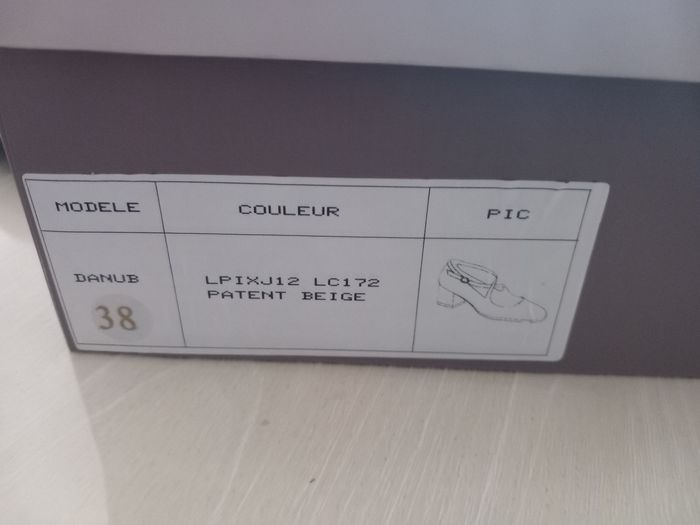 MODELE COULEUR PIC
DANUB LPIXJ12 LC172
PATENT BEIGE
38